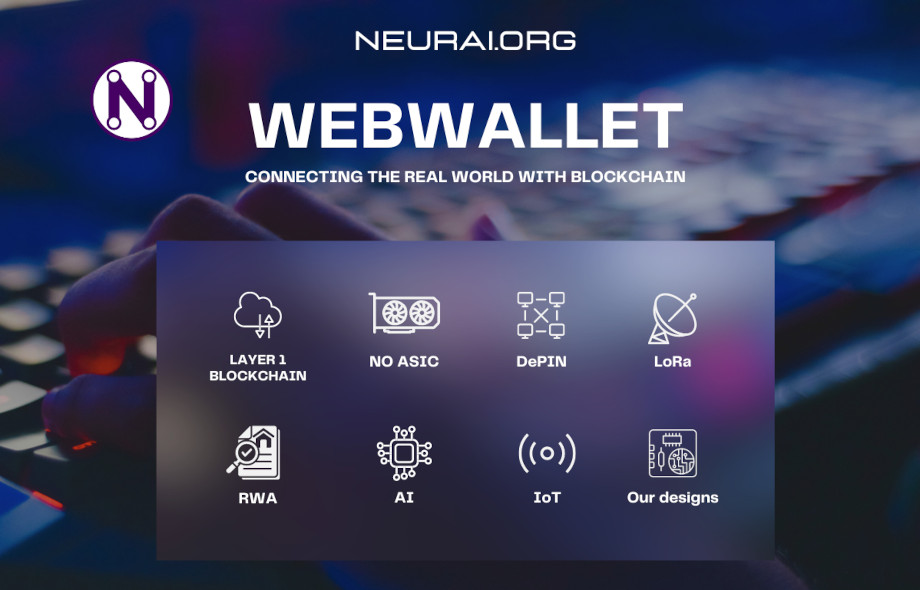 NEURAI.ORG
N
WEBWALLET
CONNECTING THE REAL WORLD WITH BLOCKCHAIN
LAYER 1
BLOCKCHAIN
NO ASIC
DePIN
LoRa
RWA
AI
IoT
Our designs